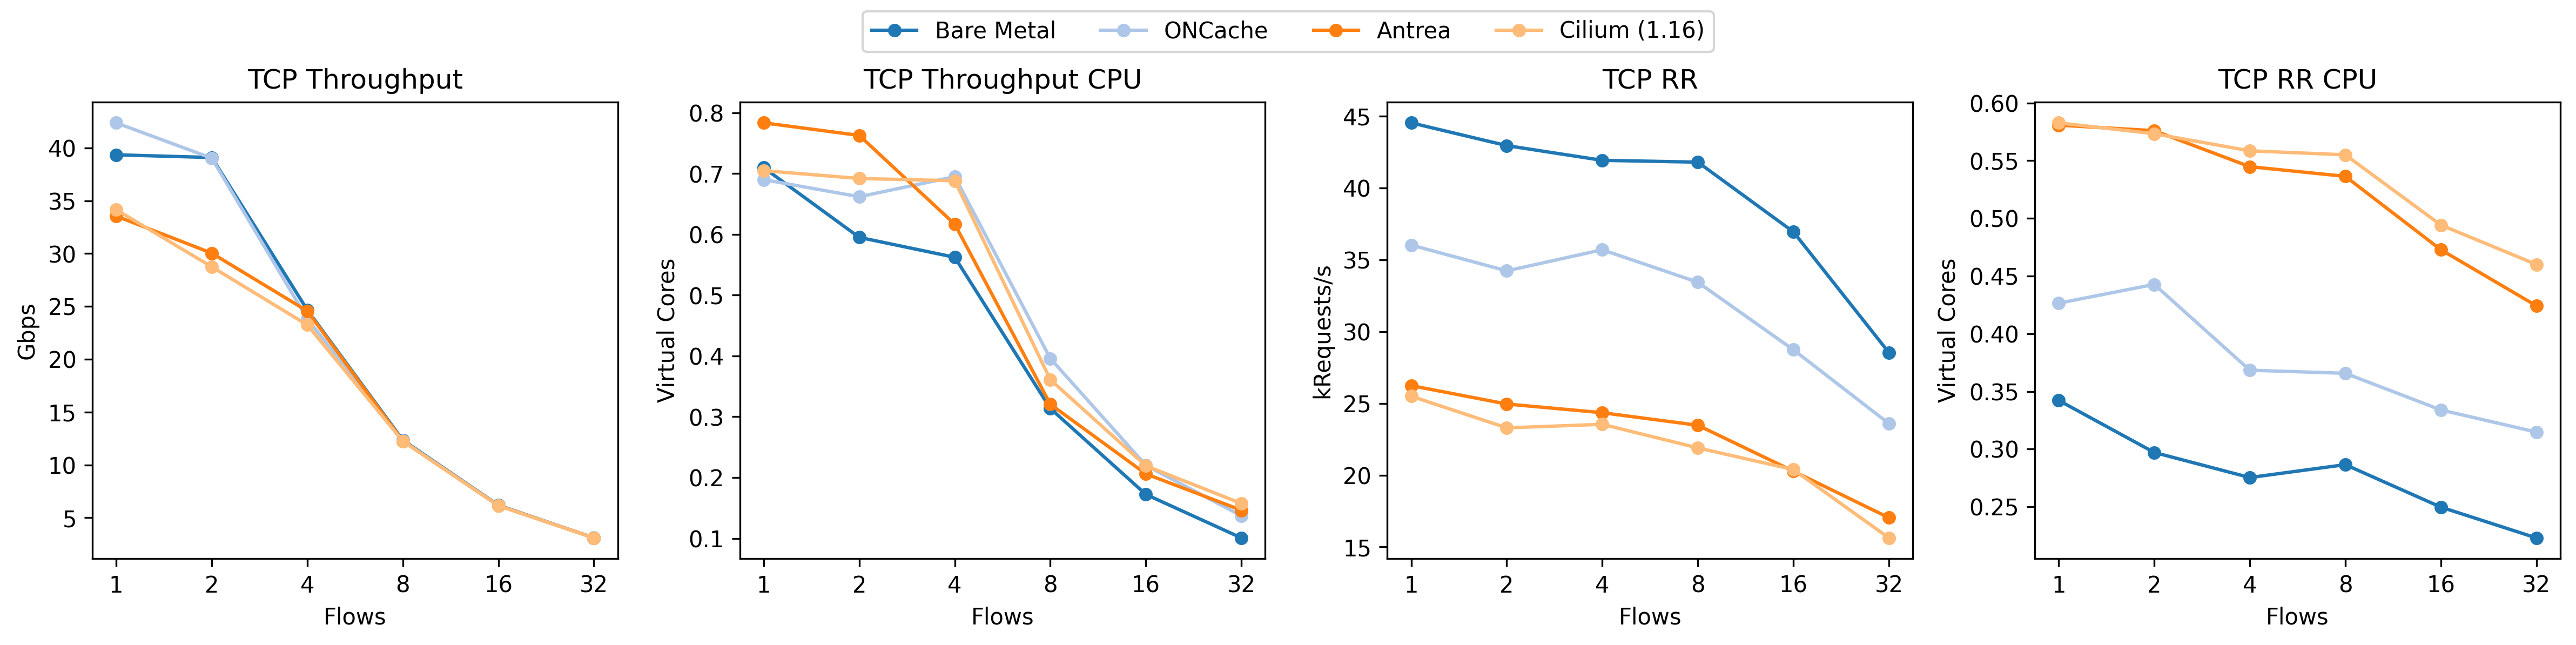 Bare Metal ONCache Antrea Cilium (1.16)
TCP Throughput
40
35
30
25
20
15
10
5
Gbps
1 2 4 8 16 32
Flows
TCP Throughput CPU
0.8
0.7
0.6
0.5
0.4
0.3
0.2
0.1
Virtual Cores
1 2 4 8 16 32
Flows
TCP RR
45
40
35
30
25
20
15
kRequests/s
1 2 4 8 16 32
Flows
TCP RR CPU
0.60
0.55
0.50
0.45
0.40
0.35
0.30
0.25
Virtual Cores
1 2 4 8 16 32
Flows